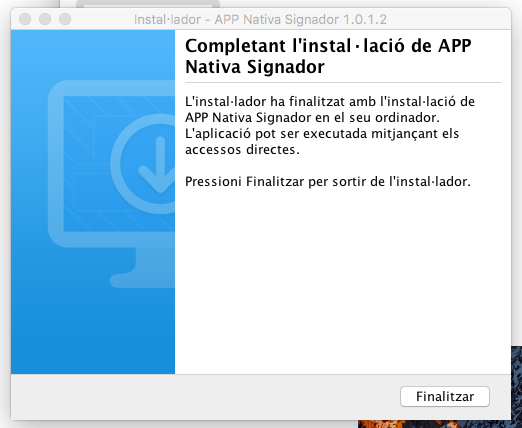 Instal·lador - APP Nativa Signador 1.0.1.2
Completant l'instal·lació de APP
Nativa Signador
L'instal·lador ha finalitzat amb l'instal·lació de
APP Nativa Signador en el seu ordinador.
L'aplicació pot ser executada mitjançant els
accessos directes.
Pressioni Finalitzar per sortir de l'instal·lador.
Finalitzar